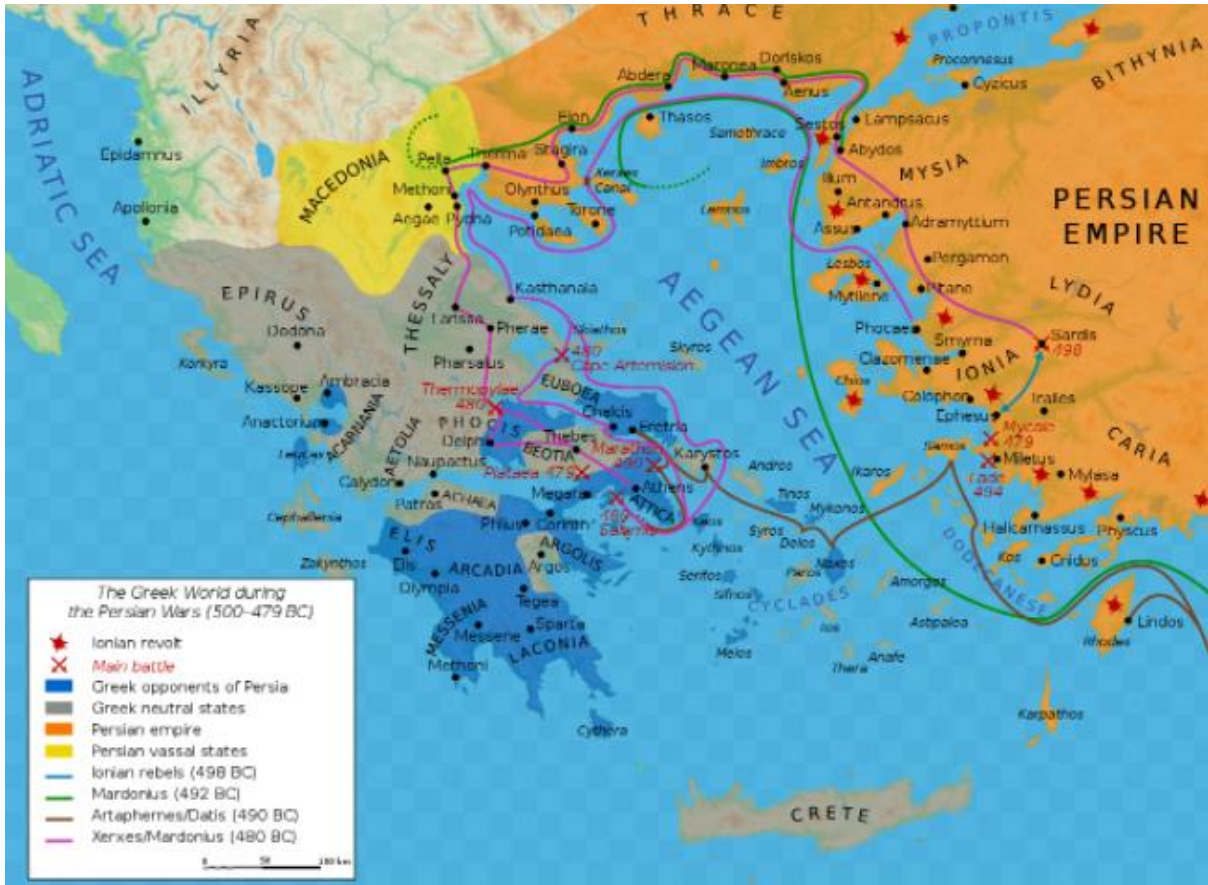 THRACE
PROPONTIS
BITHYNIA
ILLYRIA
ADRIATIC SEA
Proconnesus
Cyzicus
Doriskos
Maronea
Abdera
Aenus
Eion
Thasos
Samothrace
Sestos
Lampsacus
Abydos
Imbros
MYSIA
Epidamnus
Apollonia
MACEDONIA
Pella
Therma
Stagira
Xerxes
Canal
Methoni
Olynthus
Aegae
Pydna
Torone
Potidaea
Lemnos
Illum
Antandrus
Assus
Adramyttium
PERSIAN
EMPIRE
Pergamon
Lesbos
Mytilene
Pitane
LYDIA
EPIRUS
THESSALY
Kasthanaia
AEGEAN SEA
Dodona
Larissa
Pherae
Skiathos
Phocaea
Smyrna
Sardis
498
Korkyra
Pharsalus
480
Cape Artemision
Skyros
Clazomenae
IONIA
Kassope
Ambracia
Thermopylae
480
EUBOEA
Chios
Colophon
Ephesus
Anactorium
ACARNANIA
PHOCIS
Chalcis
Eretria
Mycale
479
Leucas
AETOLIA
Delphi
Thebes
BEOTIA
Marathon
490
Karystos
Samos
Miletus
Lade
494
Mylasa
CARIA
Calydon
Naupactus
Plataea 479
Andros
Ikaros
Patras
ACHAEA
Megara
Athens
ATTICA
Tinos
Mykonos
Halicarnassus
Physcus
Cephallenia
Phlius
Corinth
480
Salamis
Keos
Syros
Delos
Kythnos
Kos
Cnidus
DODECANESE
Zakynthos
ELIS
Elis
ARGOLIS
Argos
Paros
Naxos
Serifos
Sifnos
Amorgos
CYCLADES
ARCADIA
Olympia
Tegea
Ios
Astipalea
Rhodes
Lindos
MESSENIA
Messene
Sparta
LACONIA
Melos
Thera
Anafe
Methoni
Cythera
Karpathos
CRETE
The Greek World during
the Persian Wars (500–479 BC)
Ionian revolt
Main battle
Greek opponents of Persia
Greek neutral states
Persian empire
Persian vassal states
Ionian rebels (498 BC)
Mardonius (492 BC)
Artaphernes/Datis (490 BC)
Xerxes/Mardonius (480 BC)
0 50 100 km